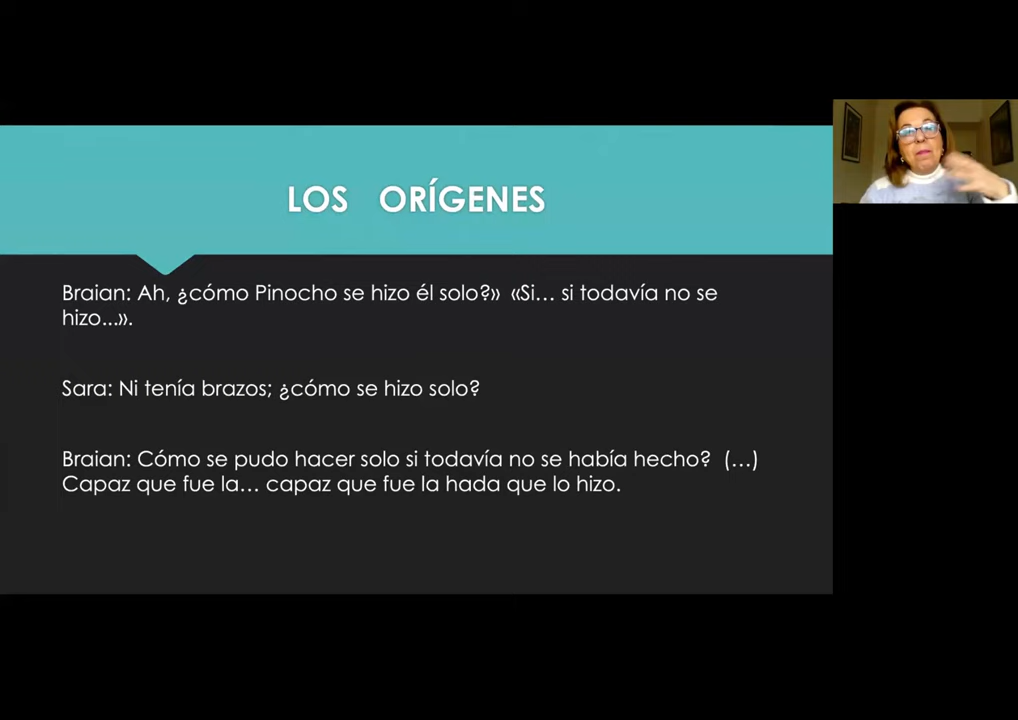 LOS ORÍGENES
Braian: Ah, ¿cómo Pinocho se hizo él solo?» «Si... si todavía no se
hizo...».
Sara: Ni tenía brazos; ¿cómo se hizo solo?
Braian: Cómo se pudo hacer solo si todavía no se había hecho? (...)
Capaz que fue la... capaz que fue la hada que lo hizo.